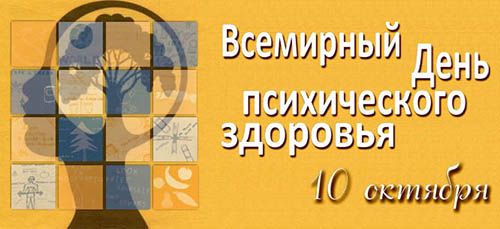 Всемирный
День
психического
здоровья
10 октября